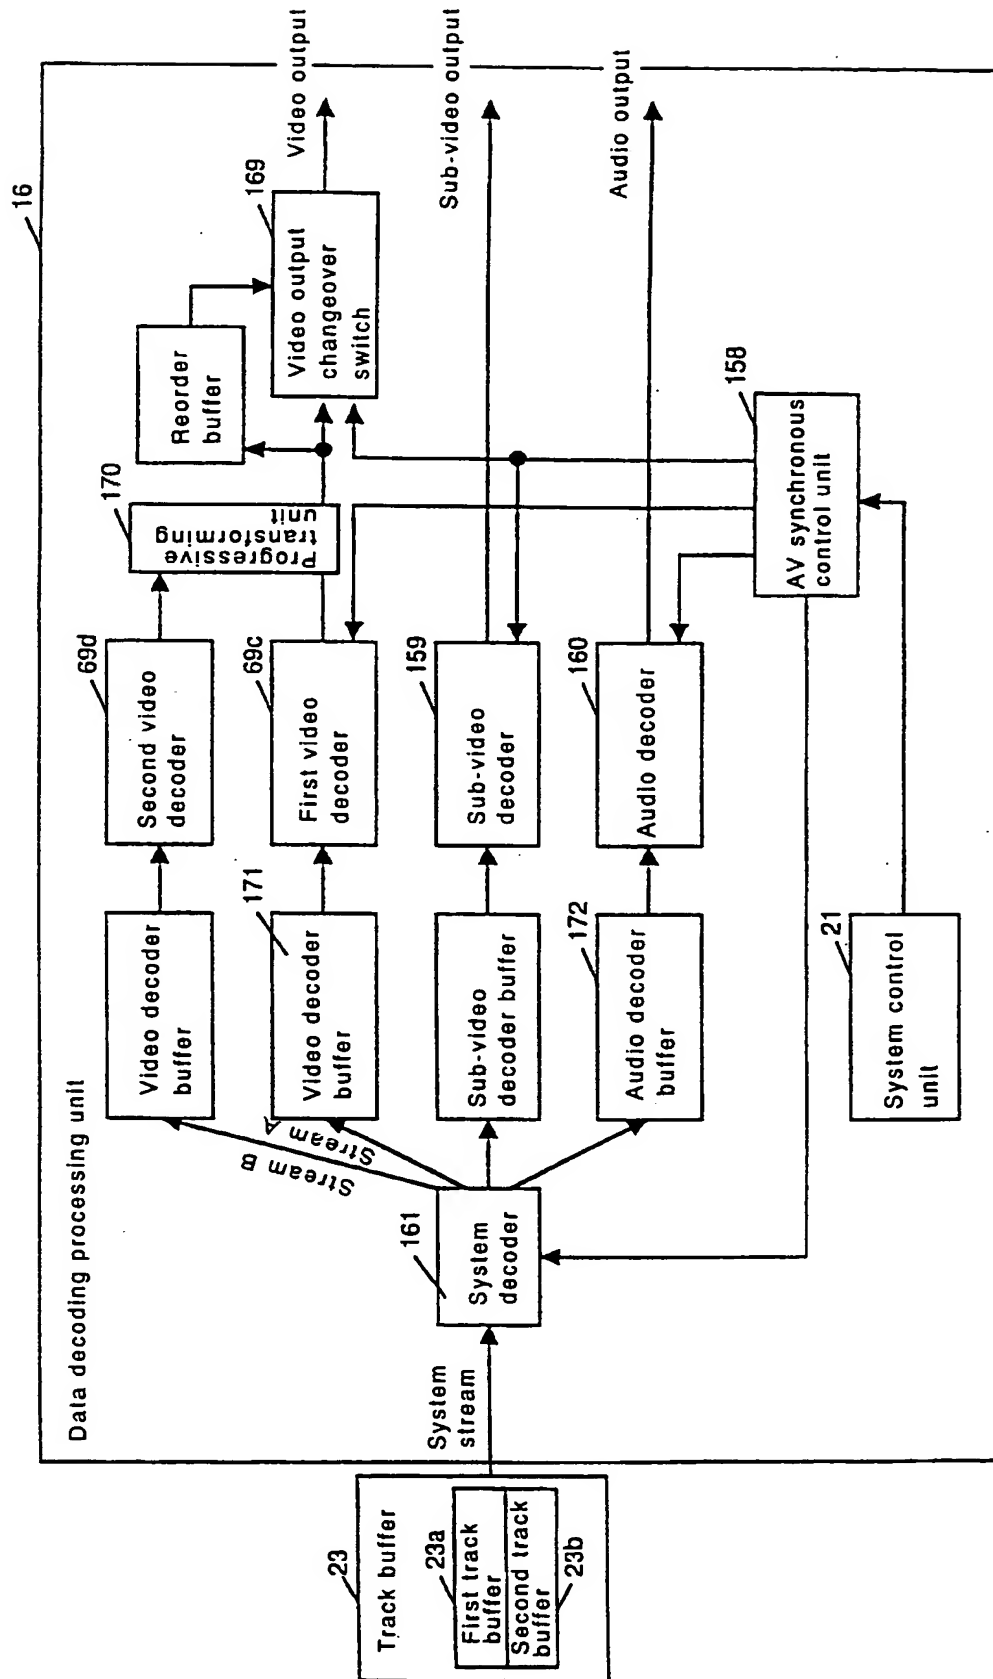 16
Data decoding processing unit
23
Track buffer
23a
First track
buffer
Second track
buffer
23b
System
stream
161
System
decoder
Stream B
Stream A
Video decoder
buffer
171
Video decoder
buffer
Sub-video
decoder buffer
172
Audio decoder
buffer
21
System control
unit
69d
Second video
decoder
69c
First video
decoder
159
Sub-video
decoder
160
Audio decoder
170
Progressive
transforming
unit
Reorder
buffer
169
Video output
changeover
switch
158
AV synchronous
control unit
Video output
Sub-video output
Audio output